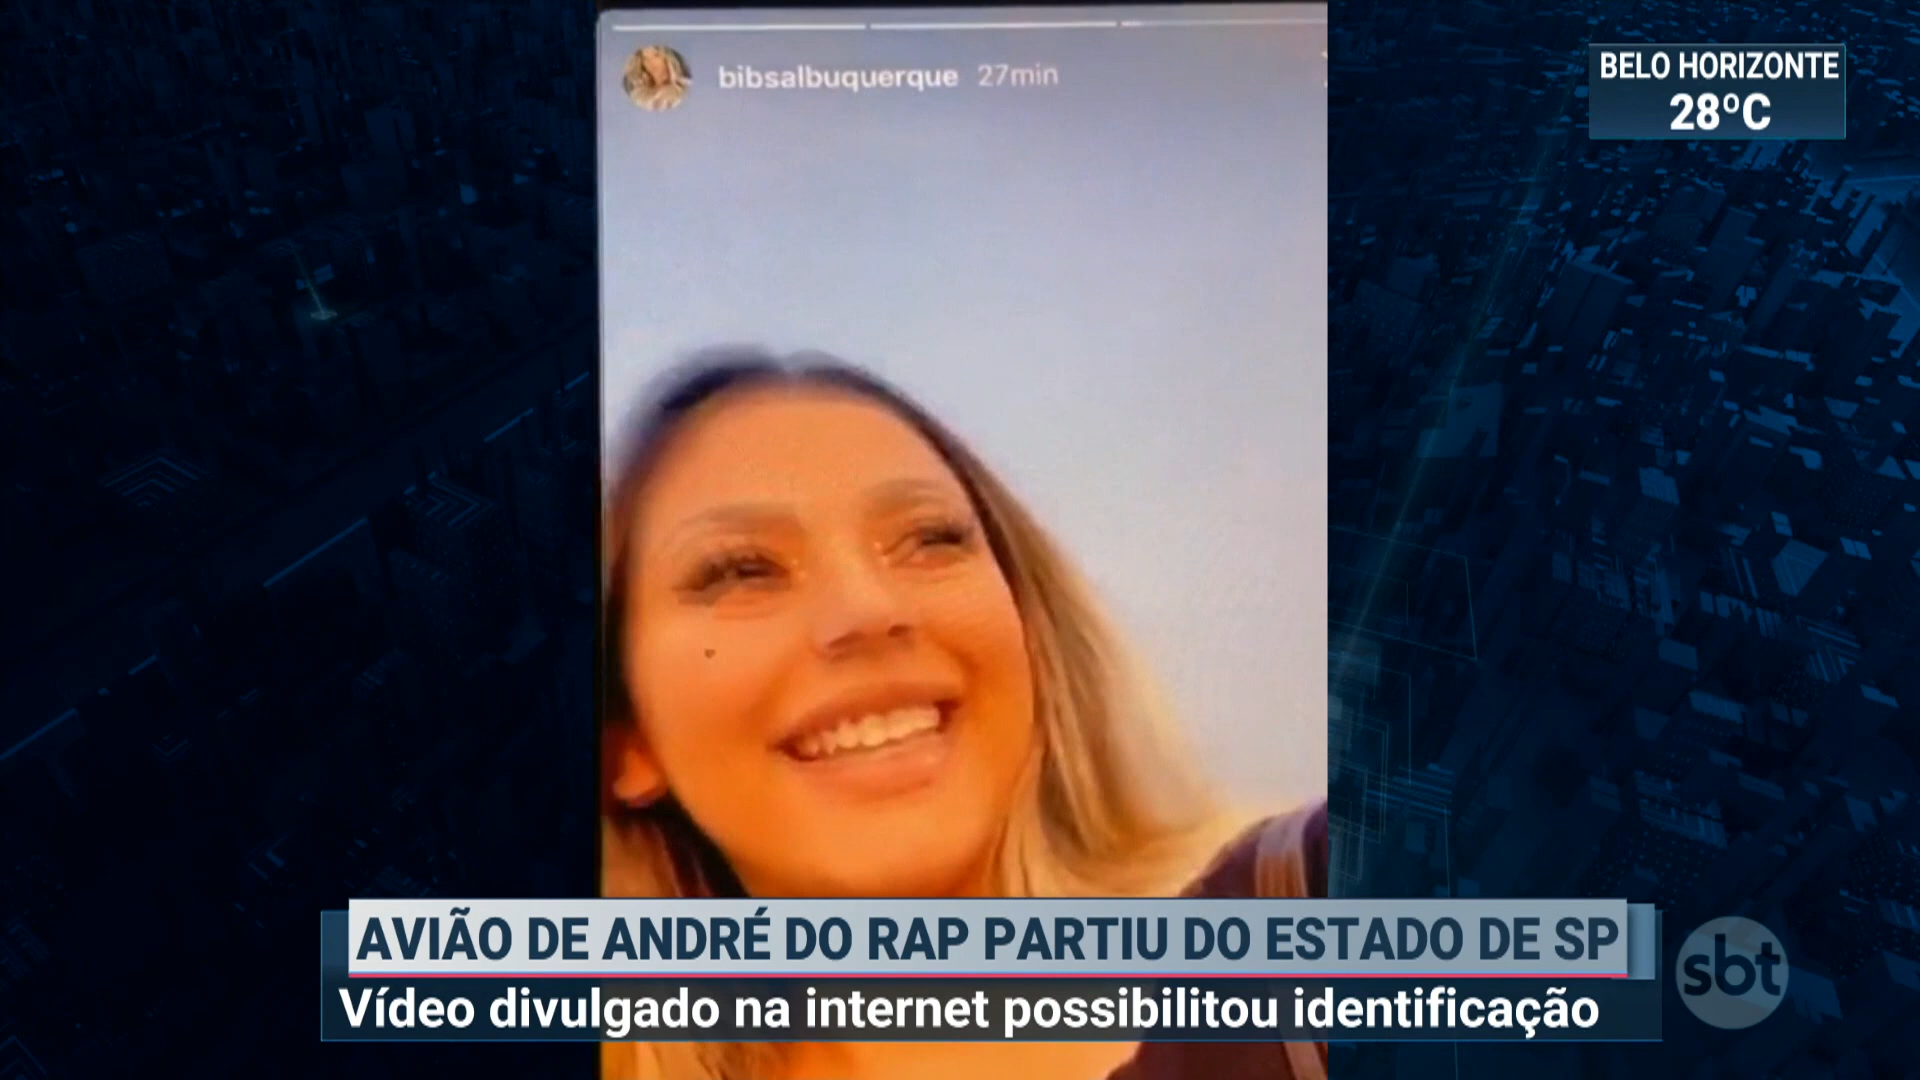 bibsalbuquerque 27min
BELO HORIZONTE
28ºC
AVIÃO DE ANDRÉ DO RAP PARTIU DO ESTADO DE SP
Vídeo divulgado na internet possibilitou identificação
sbt